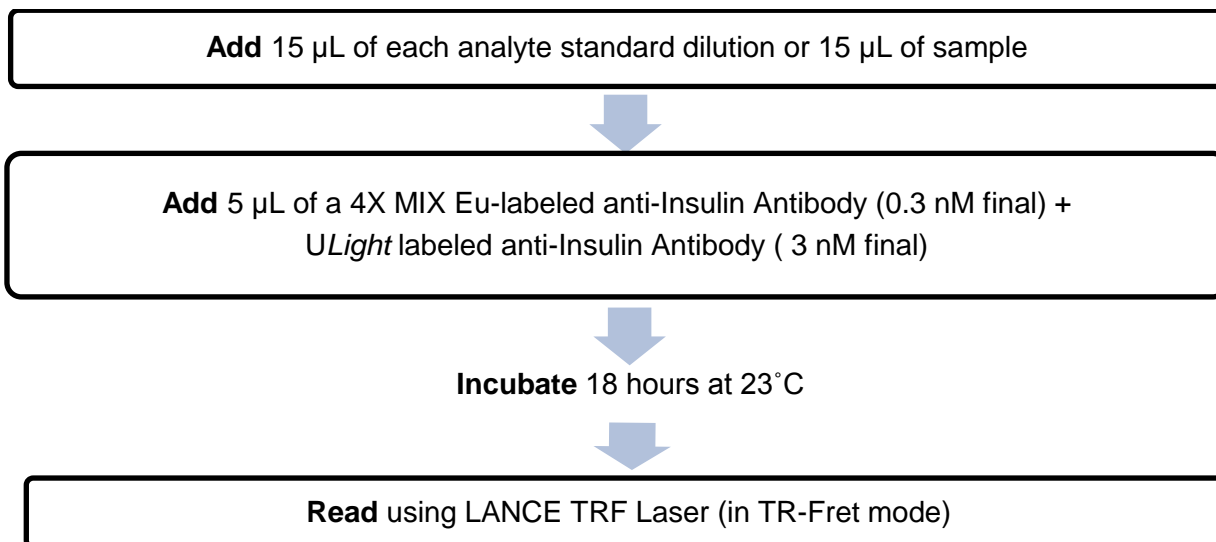 Add 15 µL of each analyte standard dilution or 15 µL of sample
Add 5 µL of a 4X MIX Eu-labeled anti-Insulin Antibody (0.3 nM final) +
ULight labeled anti-Insulin Antibody ( 3 nM final)
Incubate 18 hours at 23˚C
Read using LANCE TRF Laser (in TR-Fret mode)